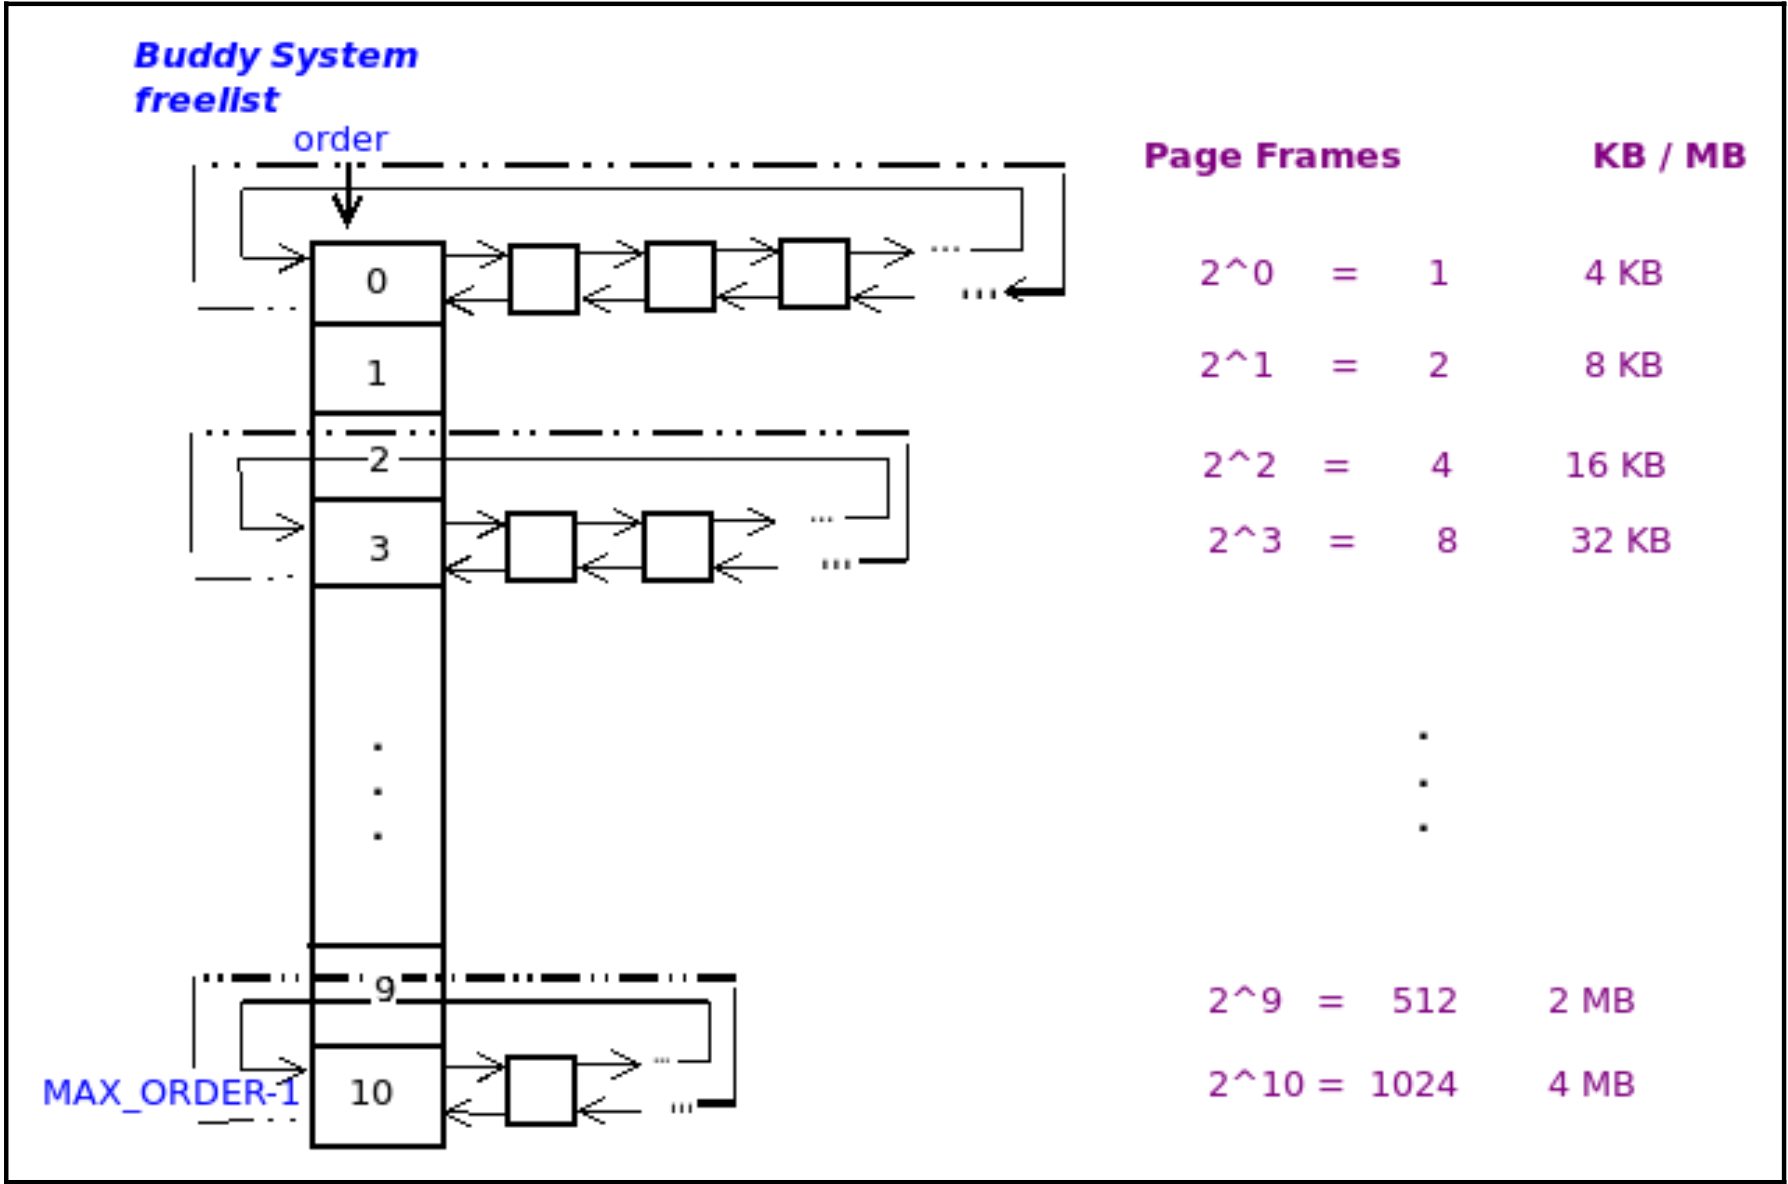 Buddy System
freelist
order
Page Frames KB / MB
0 ... 2^0 = 1 4 KB
...
1 2^1 = 2 8 KB
2 2^2 = 4 16 KB
...
3 2^3 = 8 32 KB
...
.
.
.
.
.
.
9 2^9 = 512 2 MB
...
MAX_ORDER-1 10 2^10 = 1024 4 MB
...